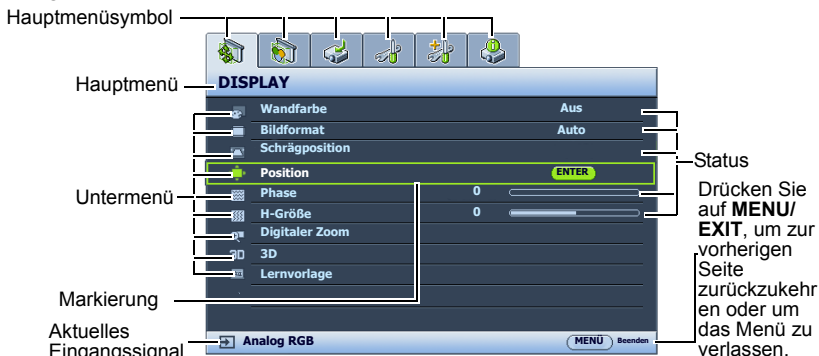 Hauptmenüsymbol
Hauptmenü
DISPLAY
Wandfarbe Aus
Bildformat Auto
Schrägposition
Position ENTER
Phase 0
H-Größe 0
Digitaler Zoom
3D 3D
Lernvorlage
Untermenü
Markierung
Aktuelles
Eingangssignal
Analog RGB
MENÜ Beenden
Status
Drücken Sie
auf MENU/
EXIT, um zur
vorherigen
Seite
zurückzukehr
en oder um
das Menü zu
verlassen.